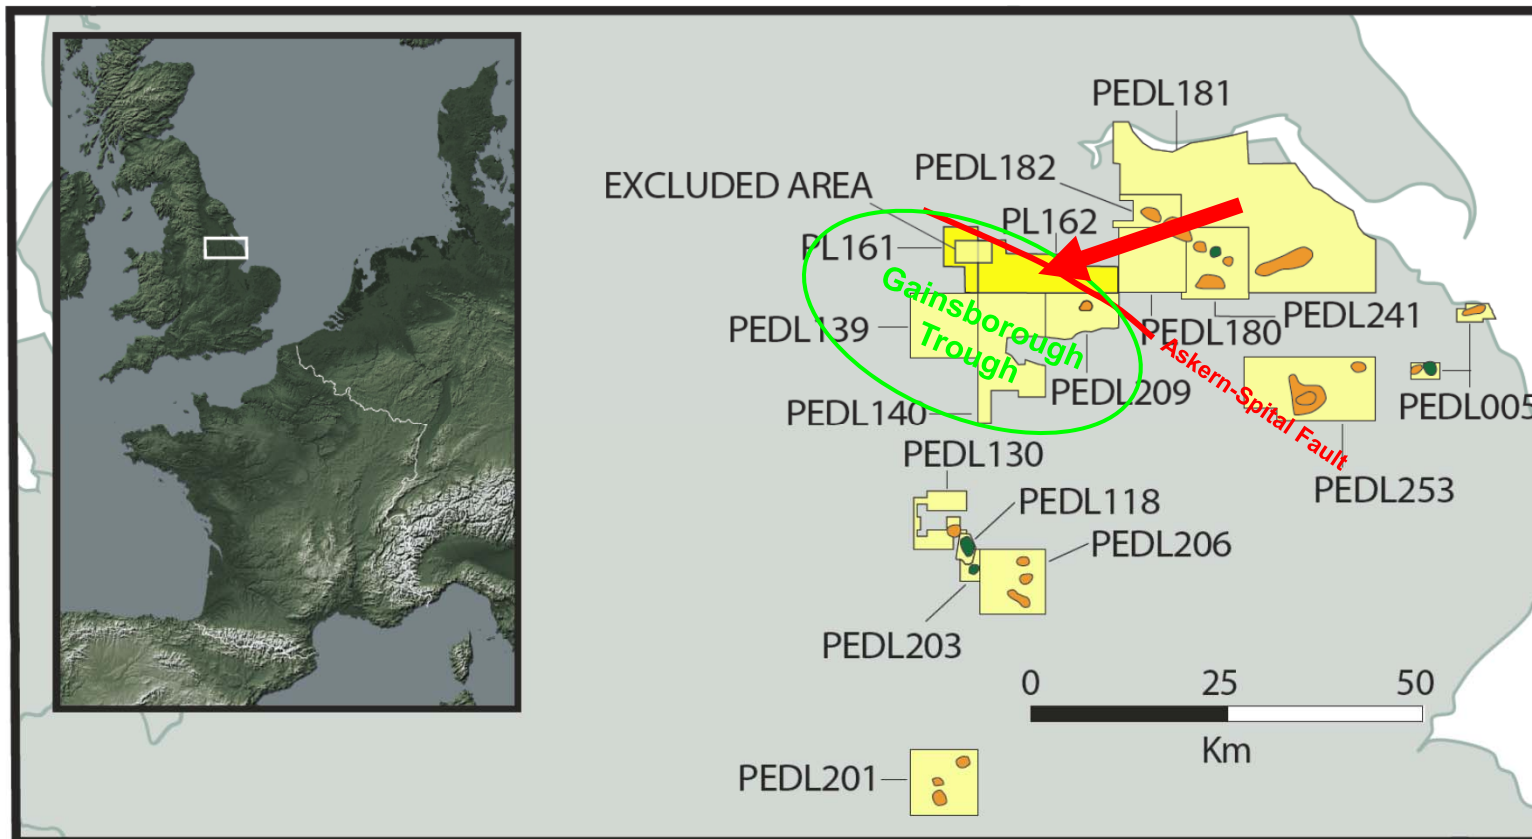 PEDL181
PEDL182
EXCLUDED AREA
PL162
PL161
Gainsborough
Trough
PEDL139
PEDL180
PEDL241
Askern-Spital Fault
PEDL209
PEDL140
PEDL005
PEDL130
PEDL253
PEDL118
PEDL206
PEDL203
0 25 50
Km
PEDL201